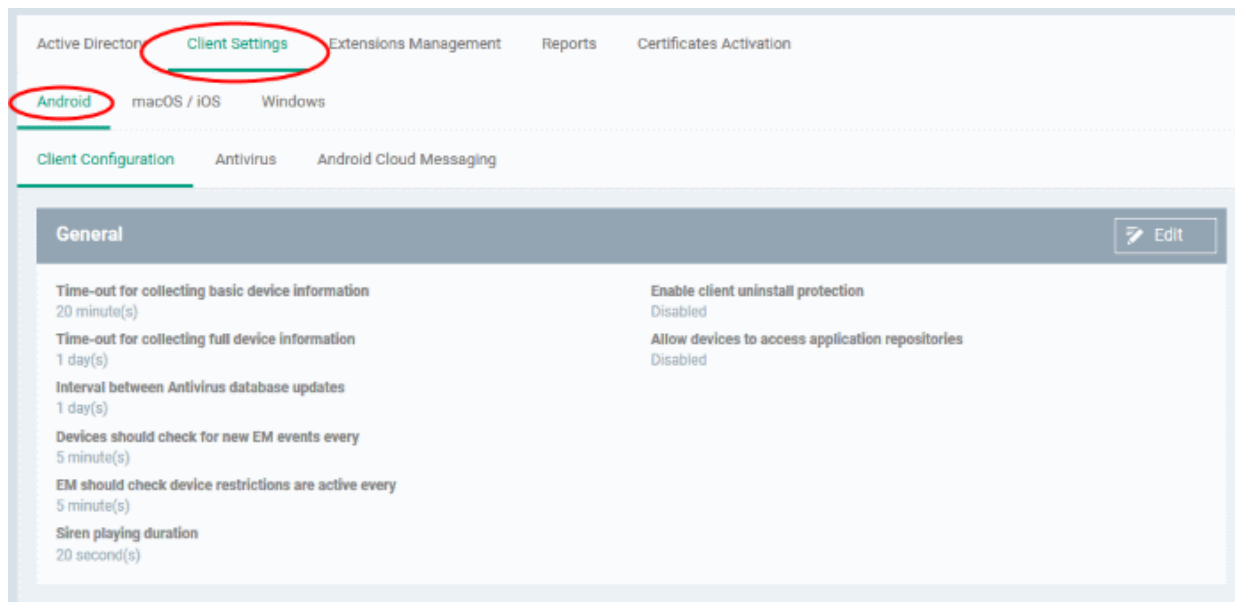 Active Directory Client Settings Extensions Management Reports Certificates Activation
Android macOS / iOS Windows
Client Configuration Antivirus Android Cloud Messaging
General Edit
Time-out for collecting basic device information
20 minute(s)
Time-out for collecting full device information
1 day(s)
Interval between Antivirus database updates
1 day(s)
Devices should check for new EM events every
5 minute(s)
EM should check device restrictions are active every
5 minute(s)
Siren playing duration
20 second(s)
Enable client uninstall protection
Disabled
Allow devices to access application repositories
Disabled